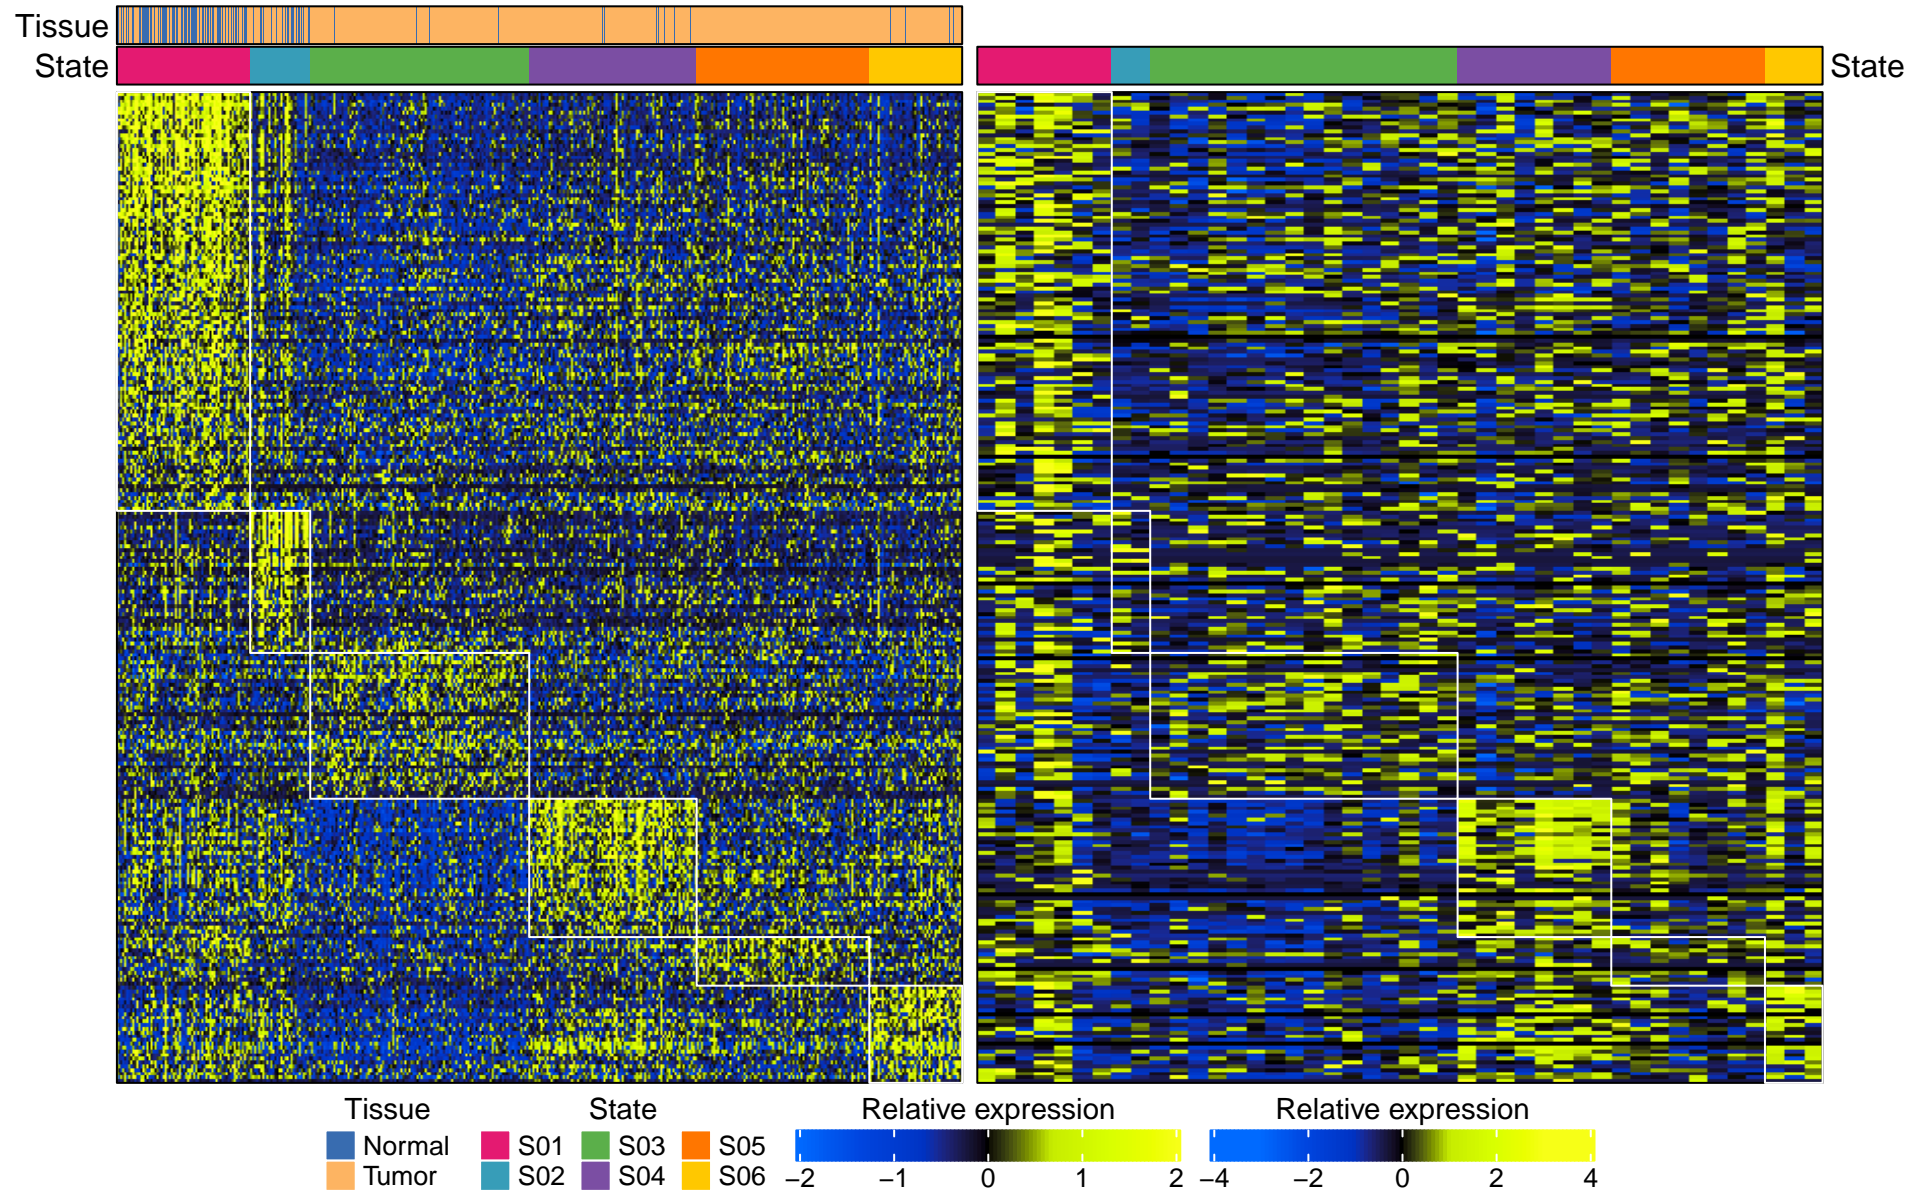 Tissue
State
State
Tissue State Relative expression Relative expression
Normal S01 S03 S05
Tumor S02 S04 S06
−2 −1 0 1 2 −4 −2 0 2 4